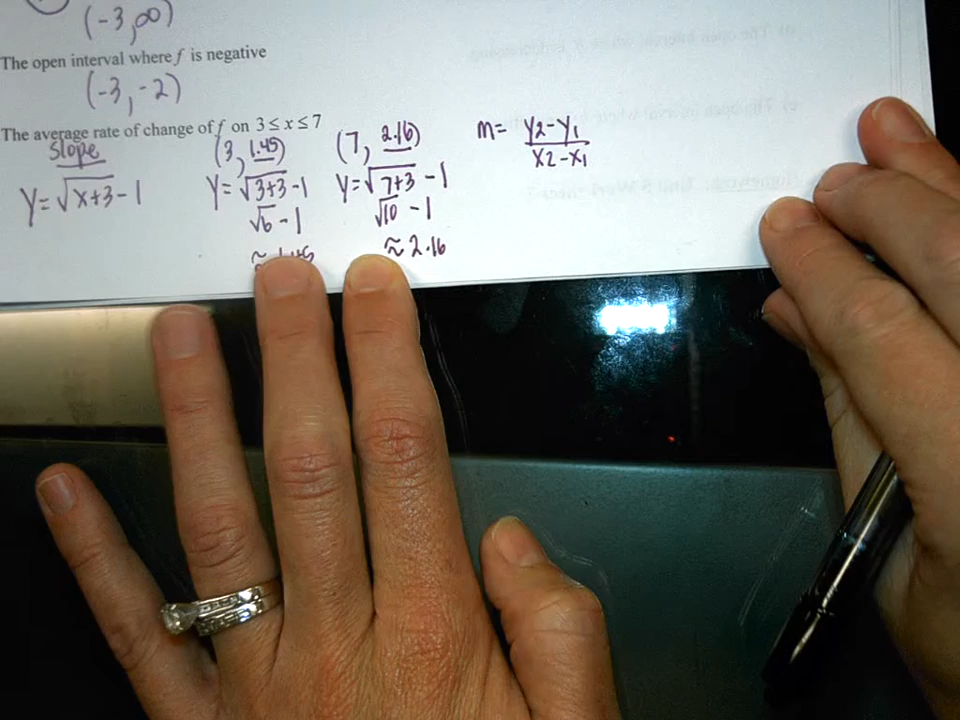 (-3,∞)
The open interval where f is negative
(-3,-2)
The average rate of change of f on 3≤x≤7
Slope
(3, 1.45)
(7, 2.16)
m= y2-y1
x2-x1
y=√x+3-1
y=√3+3-1
y=√7+3-1
√6-1
√10-1
≈1.45
≈2.16